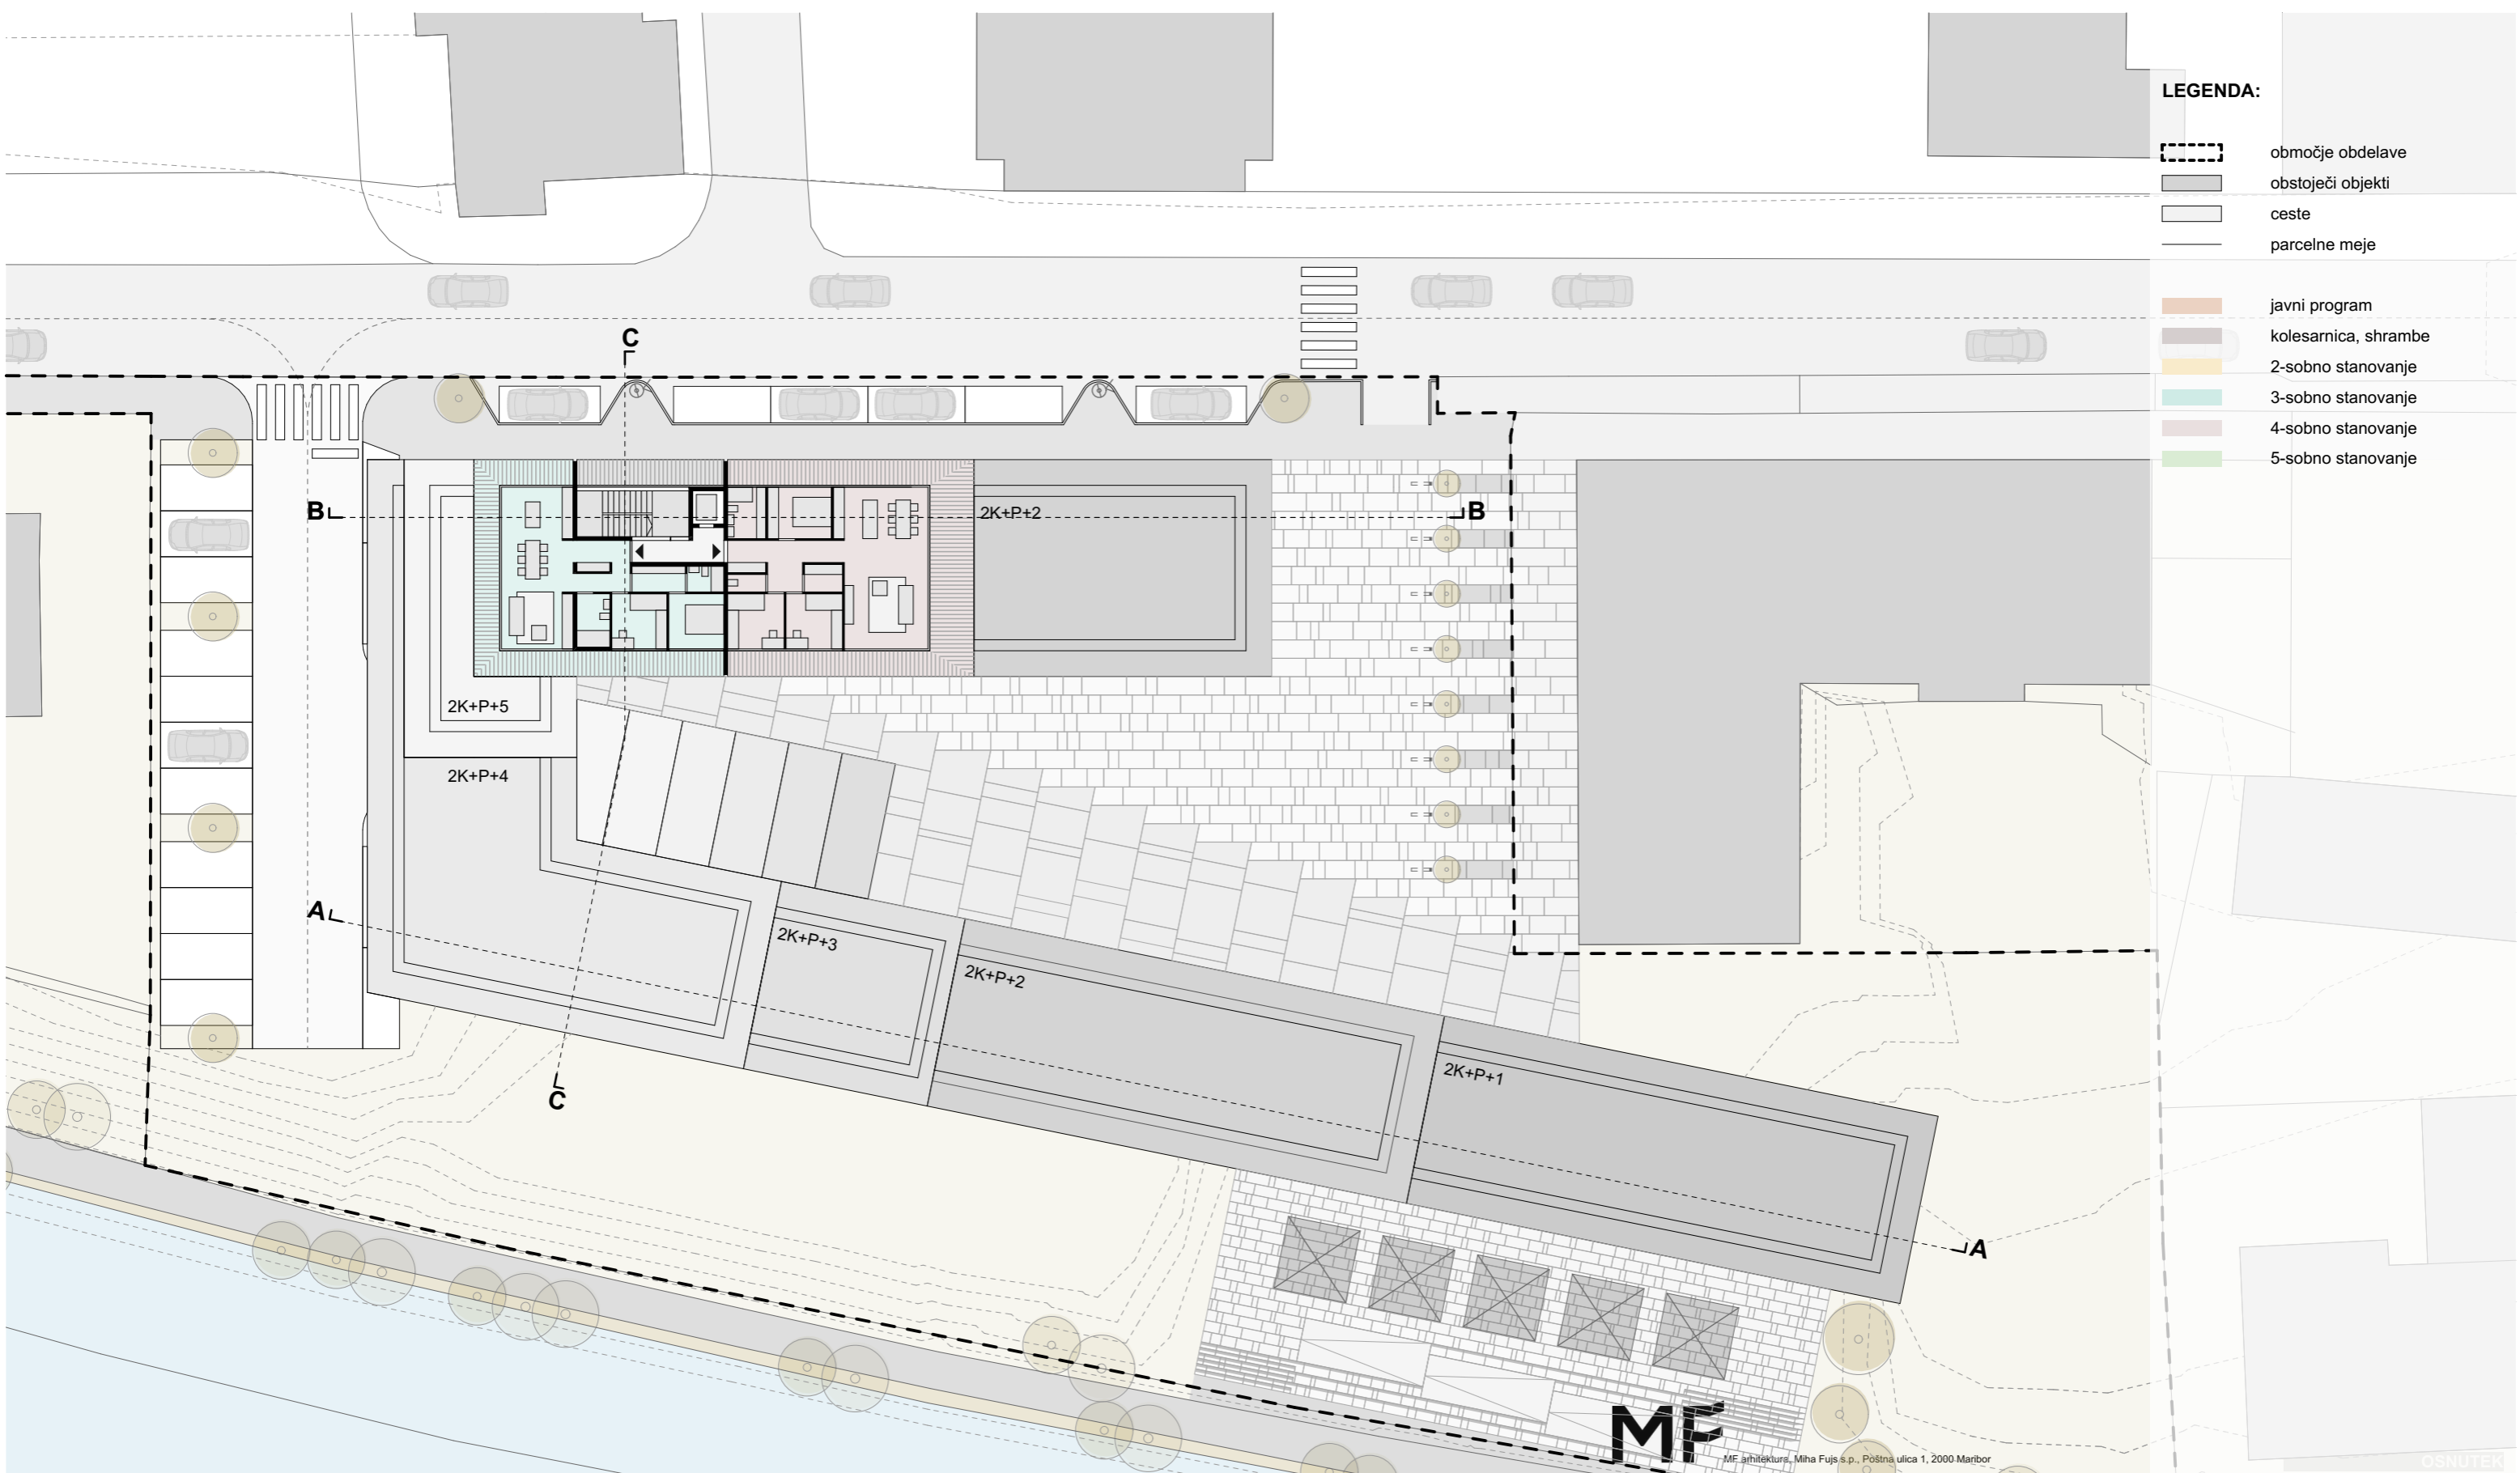 LEGENDA:
območje obdelave
obstoječi objekti
ceste
parcelne meje
javni program
kolesarnica, shrambe
2-sobno stanovanje
3-sobno stanovanje
4-sobno stanovanje
5-sobno stanovanje
C
B
2K+P+2
B
2K+P+5
2K+P+4
A
2K+P+3
2K+P+2
2K+P+1
C
A
MF
MF arhitektura, Miha Fujs s.p., Poštna ulica 1, 2000 Maribor
OSNUTEK